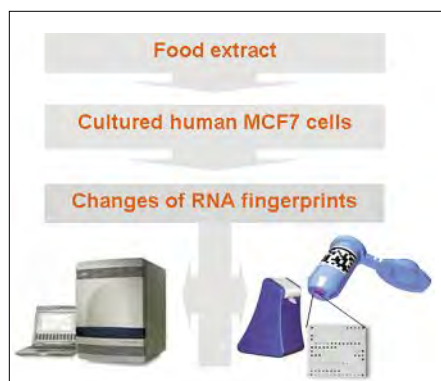 Food extract
Cultured human MCF7 cells
Changes of RNA fingerprints